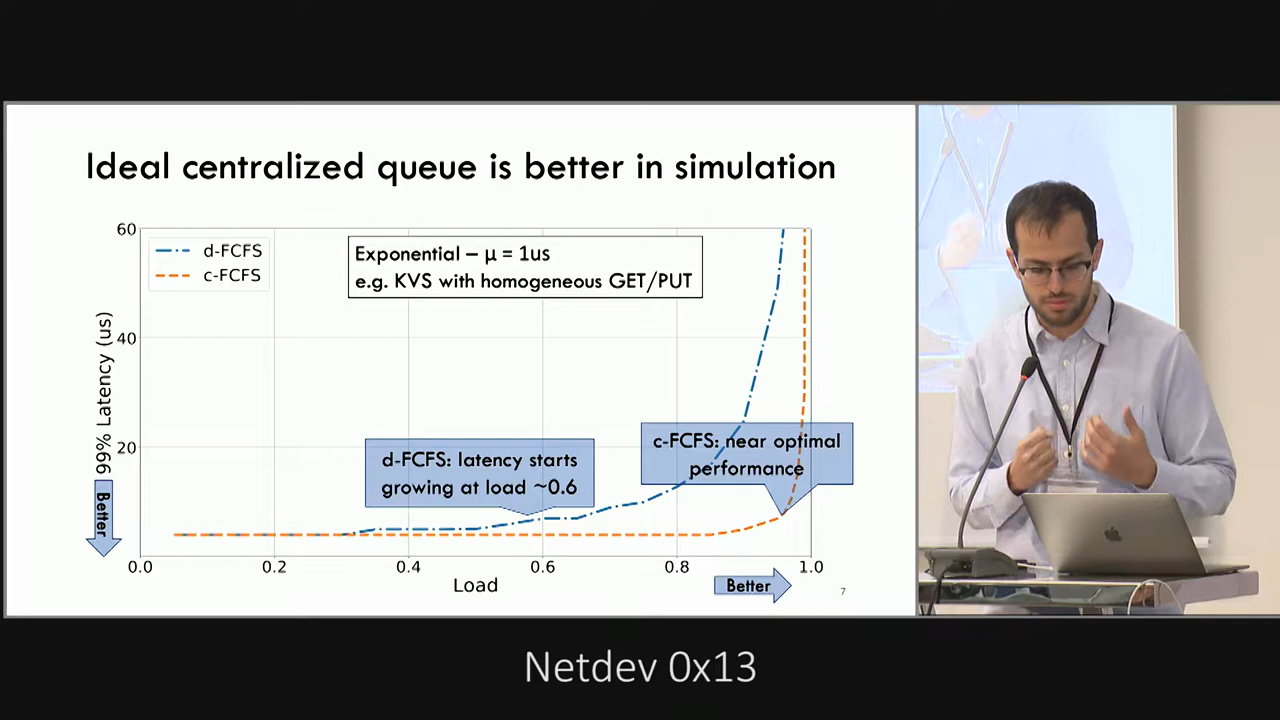 Ideal centralized queue is better in simulation
60
d-FCFS
c-FCFS
Exponential – µ = 1us
e.g. KVS with homogeneous GET/PUT
40
99% Latency (us)
20
d-FCFS: latency starts
growing at load ~0.6
c-FCFS: near optimal
performance
Better
0.0
0.2
0.4
0.6
0.8
1.0
Load
Better
7
Netdev 0x13